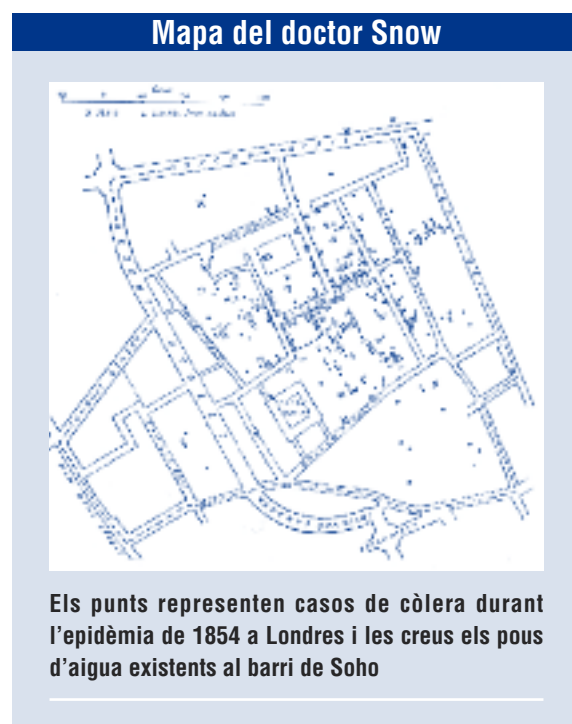 Mapa del doctor Snow
Els punts representen casos de còlera durant
l'epidèmia de 1854 a Londres i les creus els pous
d'aigua existents al barri de Soho